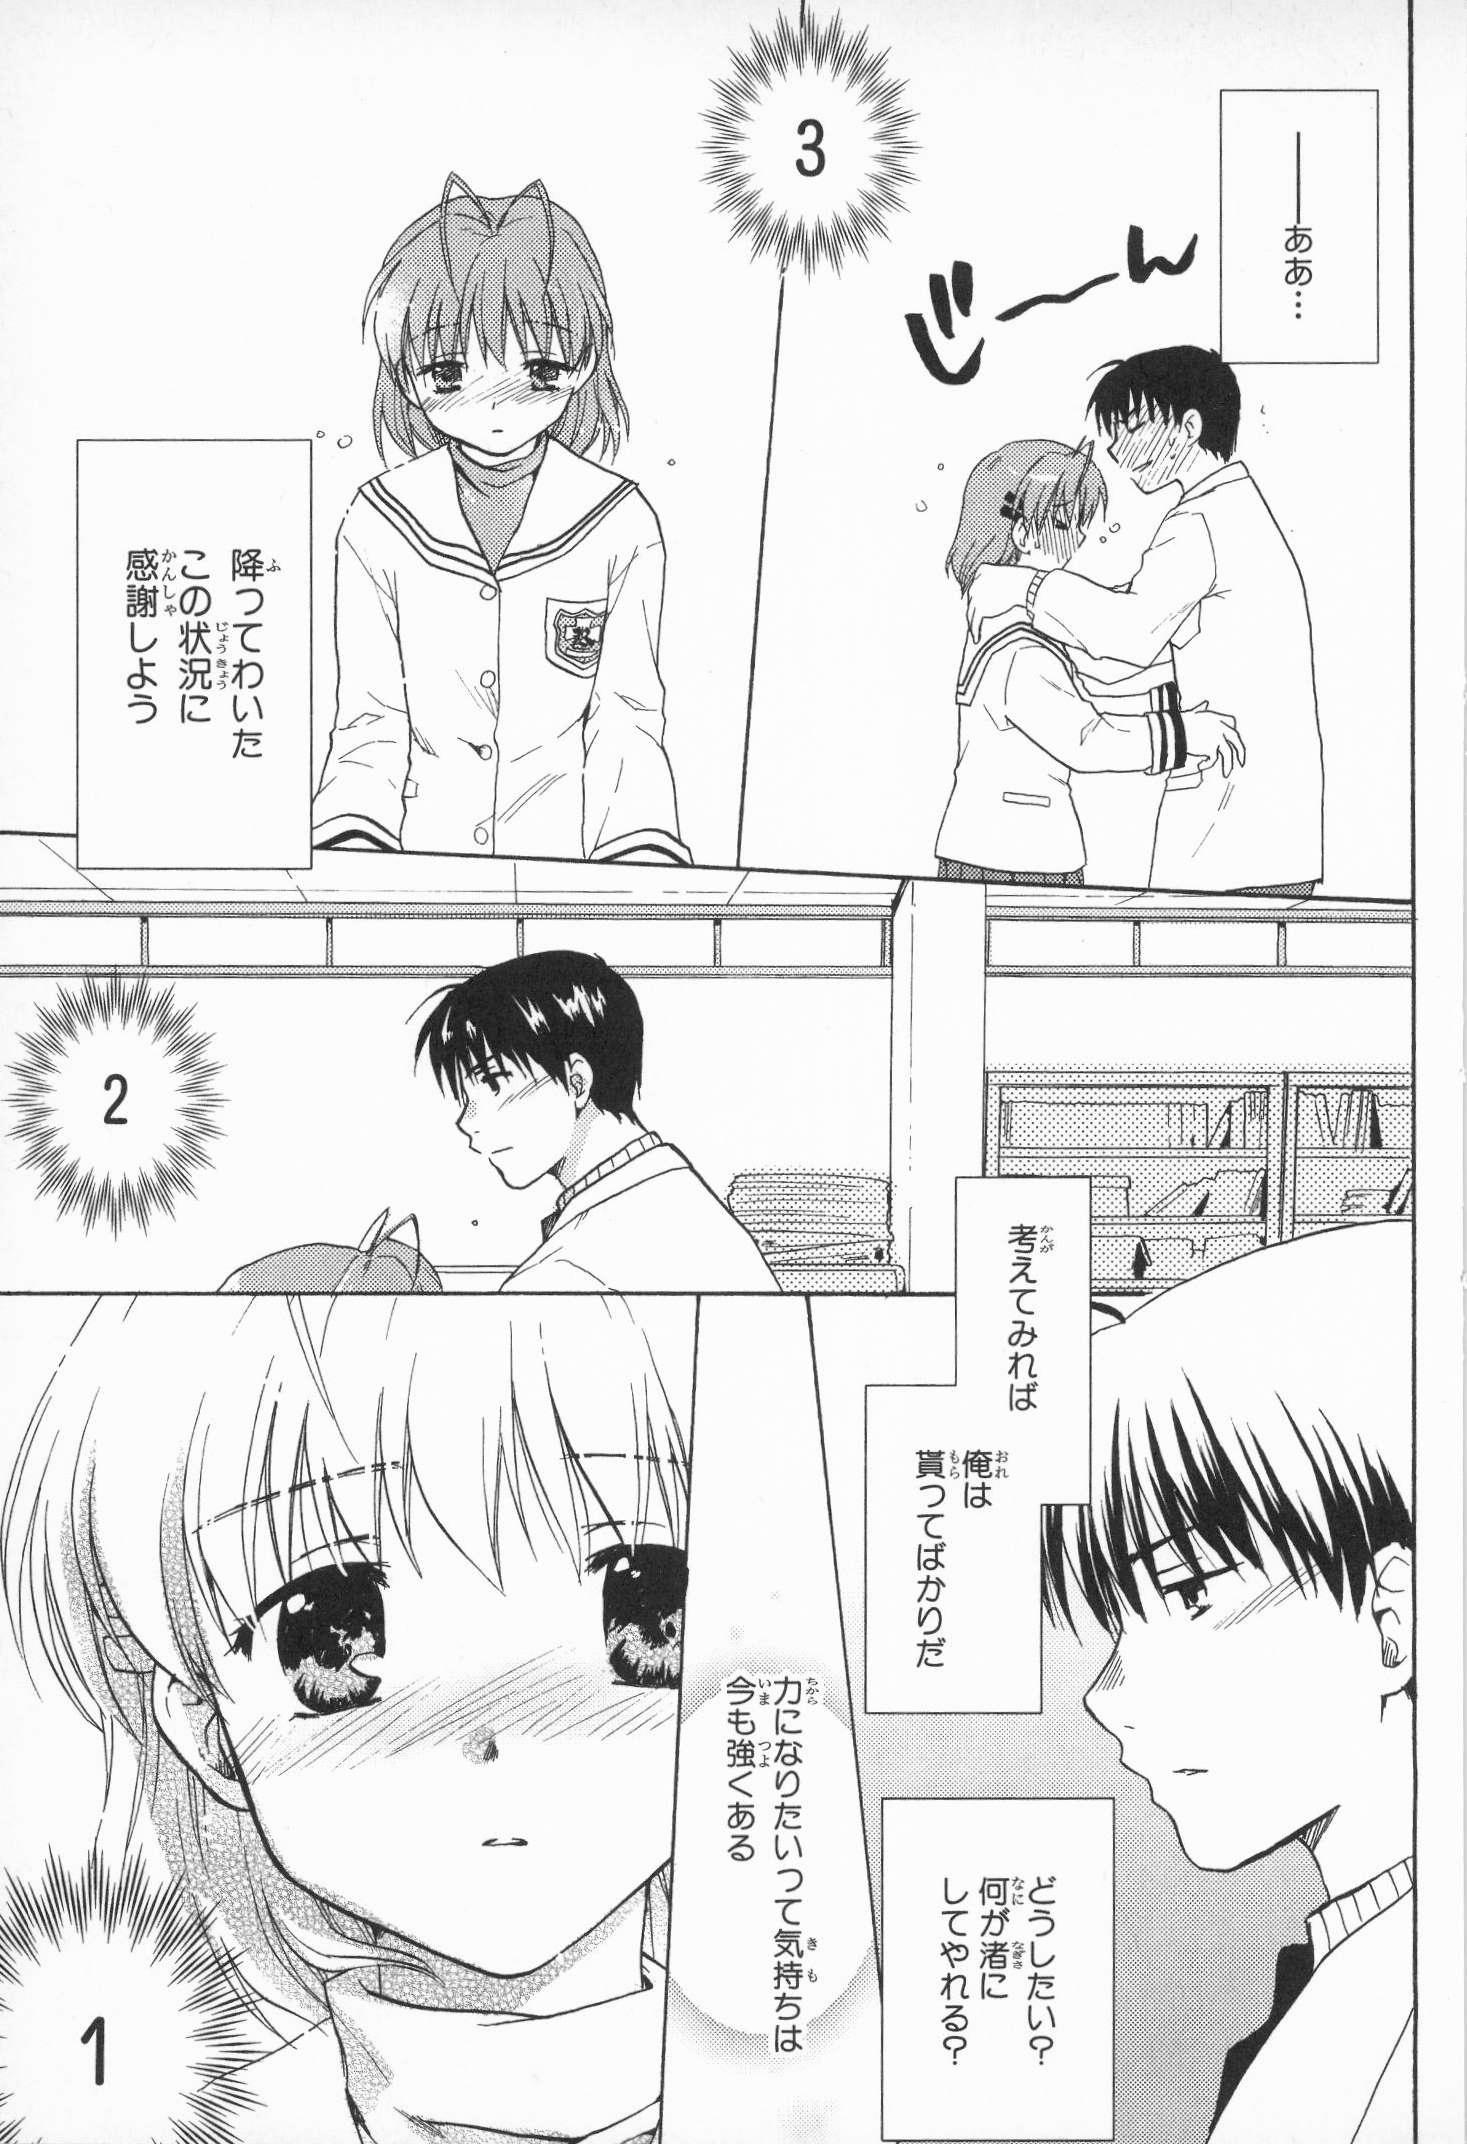 ――ああ…
じーーん
3
降ってわいた
この状況に
感謝しよう
2
考えてみれば
俺は
貰ってばかりだ
どうしたい?
何が渚に
してやれる?
力になりたいって気持ちは
今も強くある
1